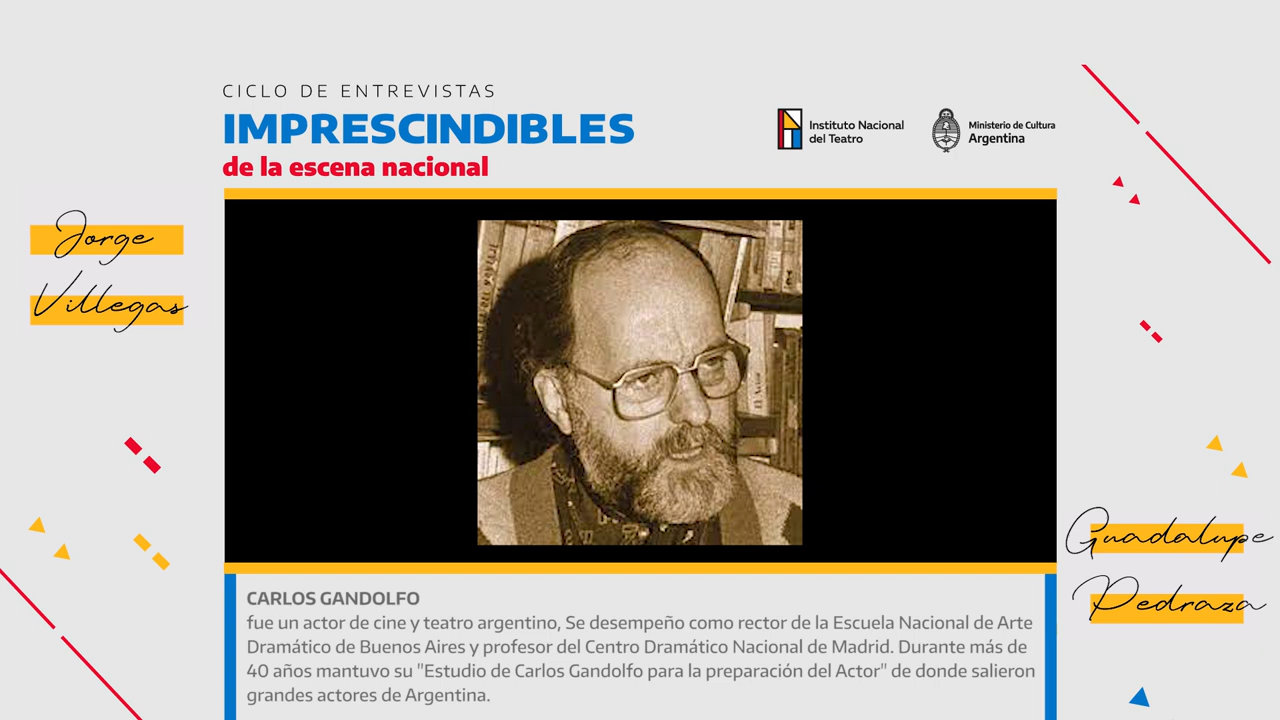 CICLO DE ENTREVISTAS
IMPRESCINDIBLES
de la escena nacional
Instituto Nacional
del Teatro
Ministerio de Cultura
Argentina
Jorge
Villegas
El Actor
Guadalupe
Pedraza
CARLOS GANDOLFO
fue un actor de cine y teatro argentino, Se desempeño como rector de la Escuela Nacional de Arte
Dramático de Buenos Aires y profesor del Centro Dramático Nacional de Madrid. Durante más de
40 años mantuvo su "Estudio de Carlos Gandolfo para la preparación del Actor" de donde salieron
grandes actores de Argentina.